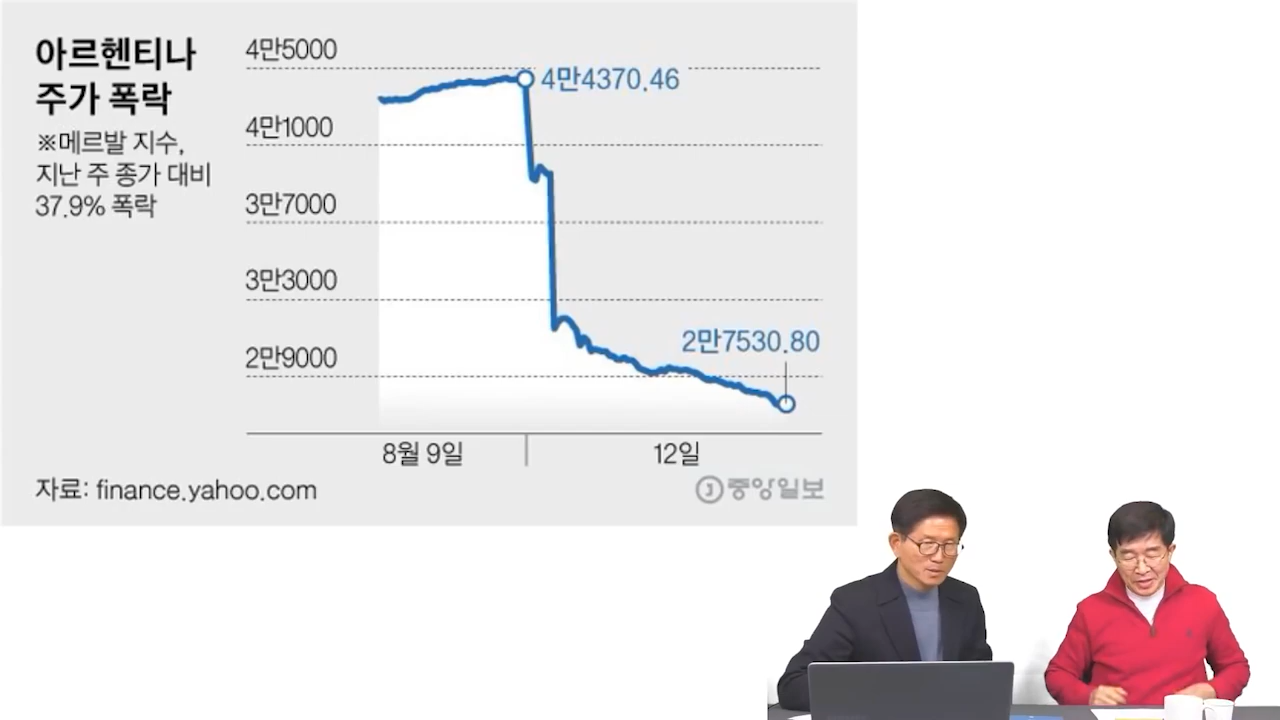 아르헨티나
주가 폭락
※메르발 지수,
지난 주 종가 대비
37.9% 폭락
4만5000
4만4370.46
4만1000
3만7000
3만3000
2만9000
2만7530.80
8월 9일
12일
자료: finance.yahoo.com
J 중앙일보